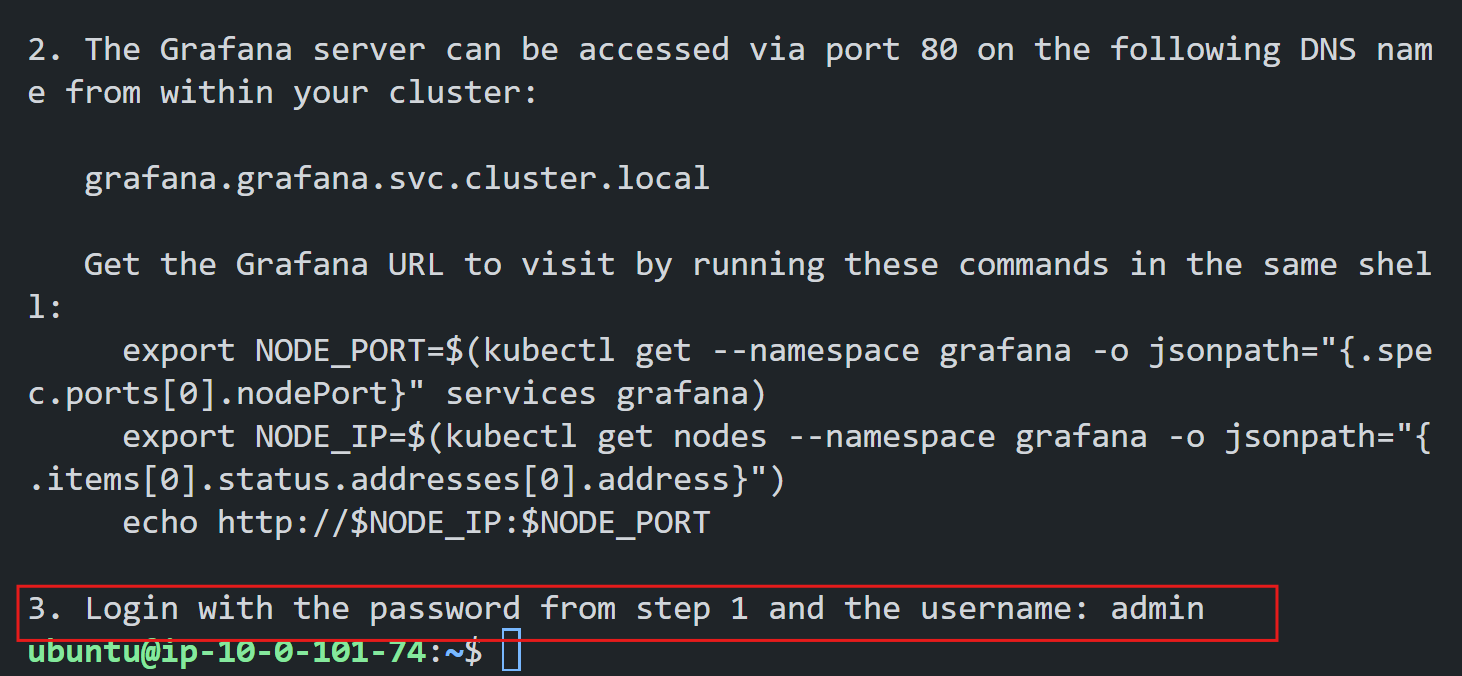 2. The Grafana server can be accessed via port 80 on the following DNS nam
e from within your cluster:
grafana.grafana.svc.cluster.local
Get the Grafana URL to visit by running these commands in the same shel
l:
export NODE_PORT=$(kubectl get --namespace grafana -o jsonpath="{.spe
c.ports[0].nodePort}" services grafana)
export NODE_IP=$(kubectl get nodes --namespace grafana -o jsonpath="{
.items[0].status.addresses[0].address}")
echo http://$NODE_IP:$NODE_PORT
3. Login with the password from step 1 and the username: admin
ubuntu@ip-10-0-101-74:~$